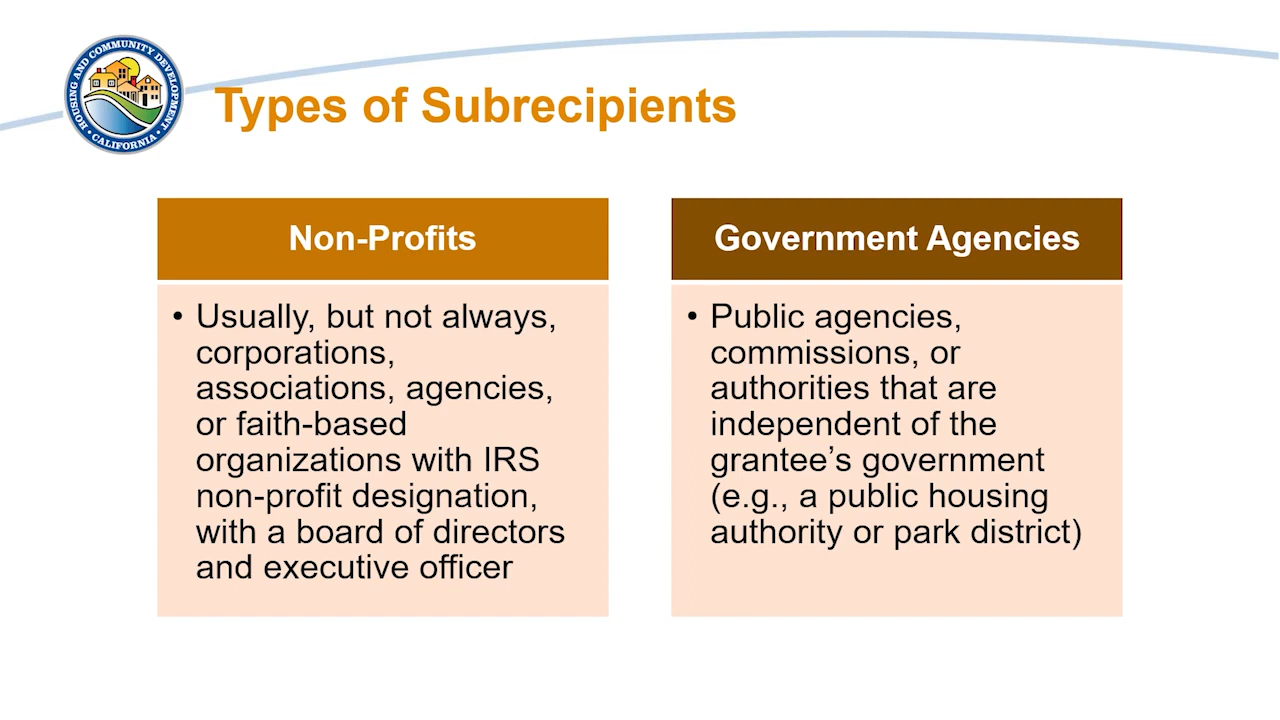 HOUSING AND COMMUNITY DEVELOPMENT
• CALIFORNIA •
Types of Subrecipients
Non-Profits
• Usually, but not always,
corporations,
associations, agencies,
or faith-based
organizations with IRS
non-profit designation,
with a board of directors
and executive officer
Government Agencies
• Public agencies,
commissions, or
authorities that are
independent of the
grantee’s government
(e.g., a public housing
authority or park district)